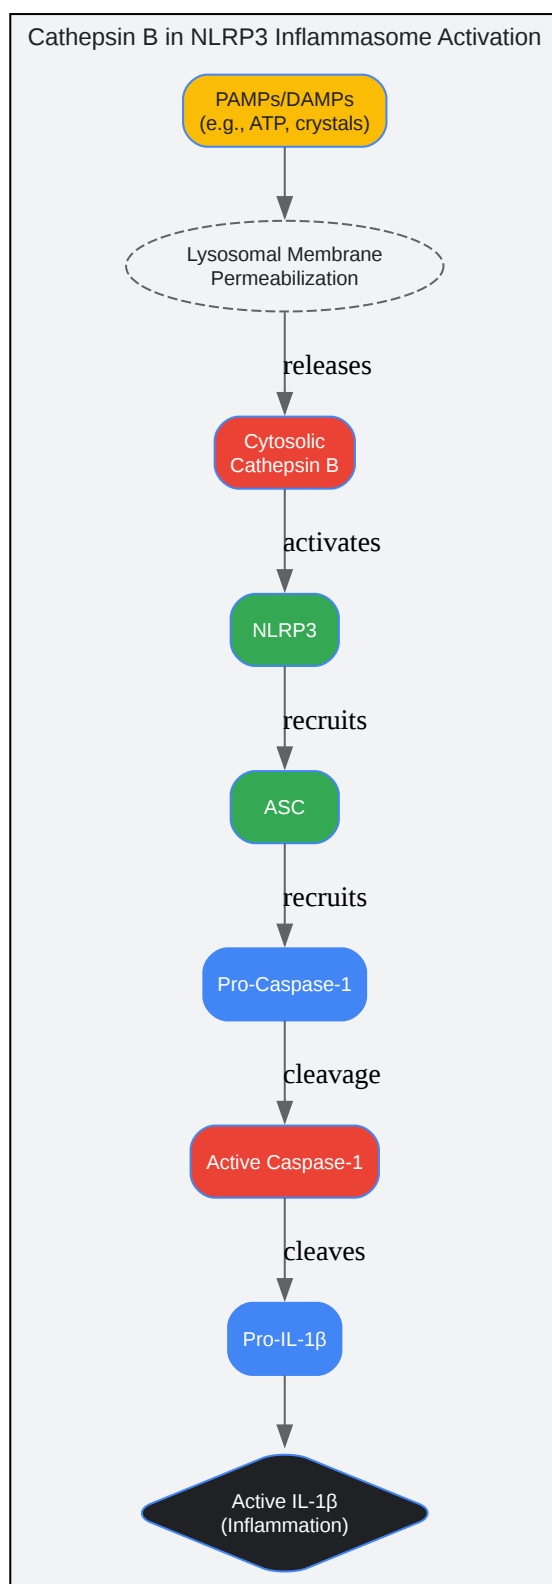 Cathepsin B in NLRP3 Inflammasome Activation
PAMPs/DAMPs
(e.g., ATP, crystals)
Lysosomal Membrane
Permeabilization
releases
Cytosolic
Cathepsin B
activates
NLRP3
recruits
ASC
recruits
Pro-Caspase-1
cleavage
Active Caspase-1
cleaves
Pro-IL-1β
Active IL-1β
(Inflammation)